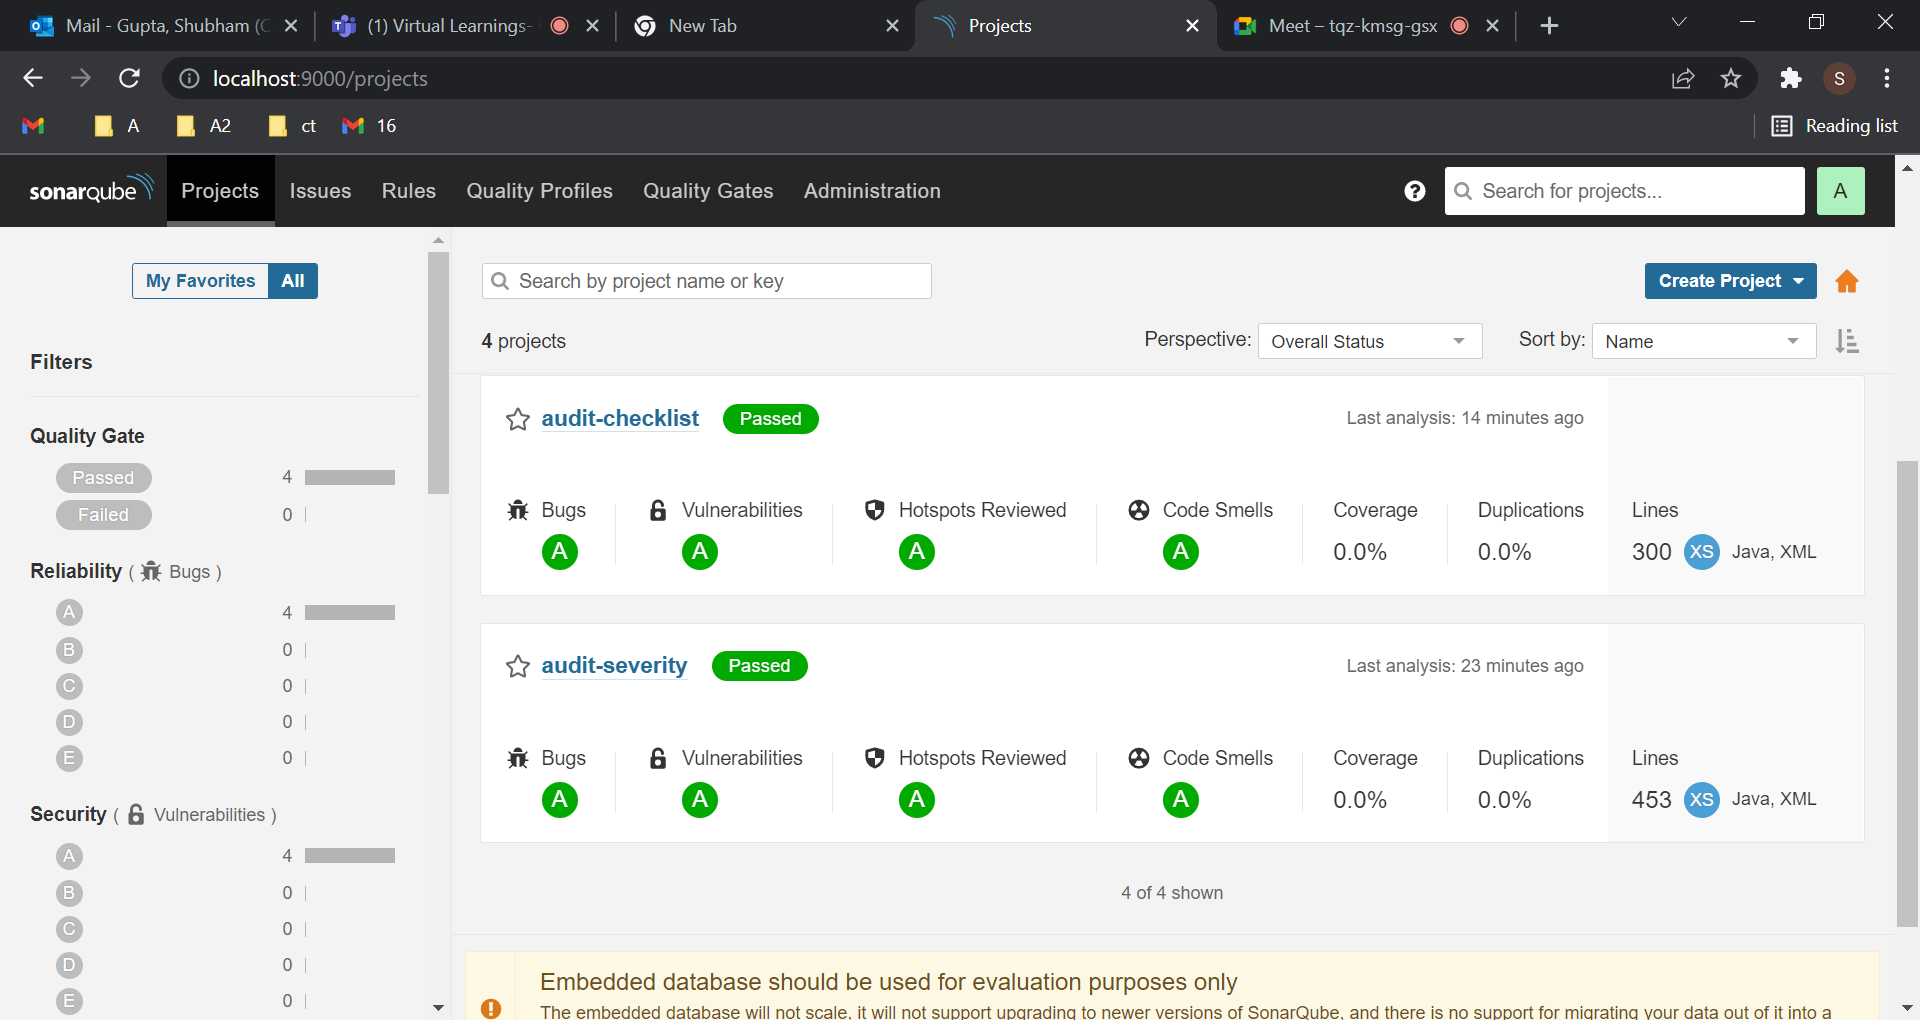 Mail - Gupta, Shubham (C
(1) Virtual Learnings-
New Tab
Projects
Meet – tqz-kmsg-gsx
localhost:9000/projects
S
A
A2
ct
16
Reading list
sonarqube
Projects
Issues
Rules
Quality Profiles
Quality Gates
Administration
?
Search for projects...
A
My Favorites
All
Search by project name or key
Create Project
4 projects
Perspective:
Overall Status
Sort by:
Name
Filters
Quality Gate
Passed 4
Failed 0
Reliability ( Bugs )
A 4
B 0
C 0
D 0
E 0
Security ( Vulnerabilities )
A 4
B 0
C 0
D 0
E 0
audit-checklist
Passed
Last analysis: 14 minutes ago
Bugs Vulnerabilities Hotspots Reviewed Code Smells Coverage Duplications Lines
A A A A 0.0% 0.0% 300 XS Java, XML
audit-severity
Passed
Last analysis: 23 minutes ago
Bugs Vulnerabilities Hotspots Reviewed Code Smells Coverage Duplications Lines
A A A A 0.0% 0.0% 453 XS Java, XML
4 of 4 shown
Embedded database should be used for evaluation purposes only
The embedded database will not scale, it will not support upgrading to newer versions of SonarQube, and there is no support for migrating your data out of it into a